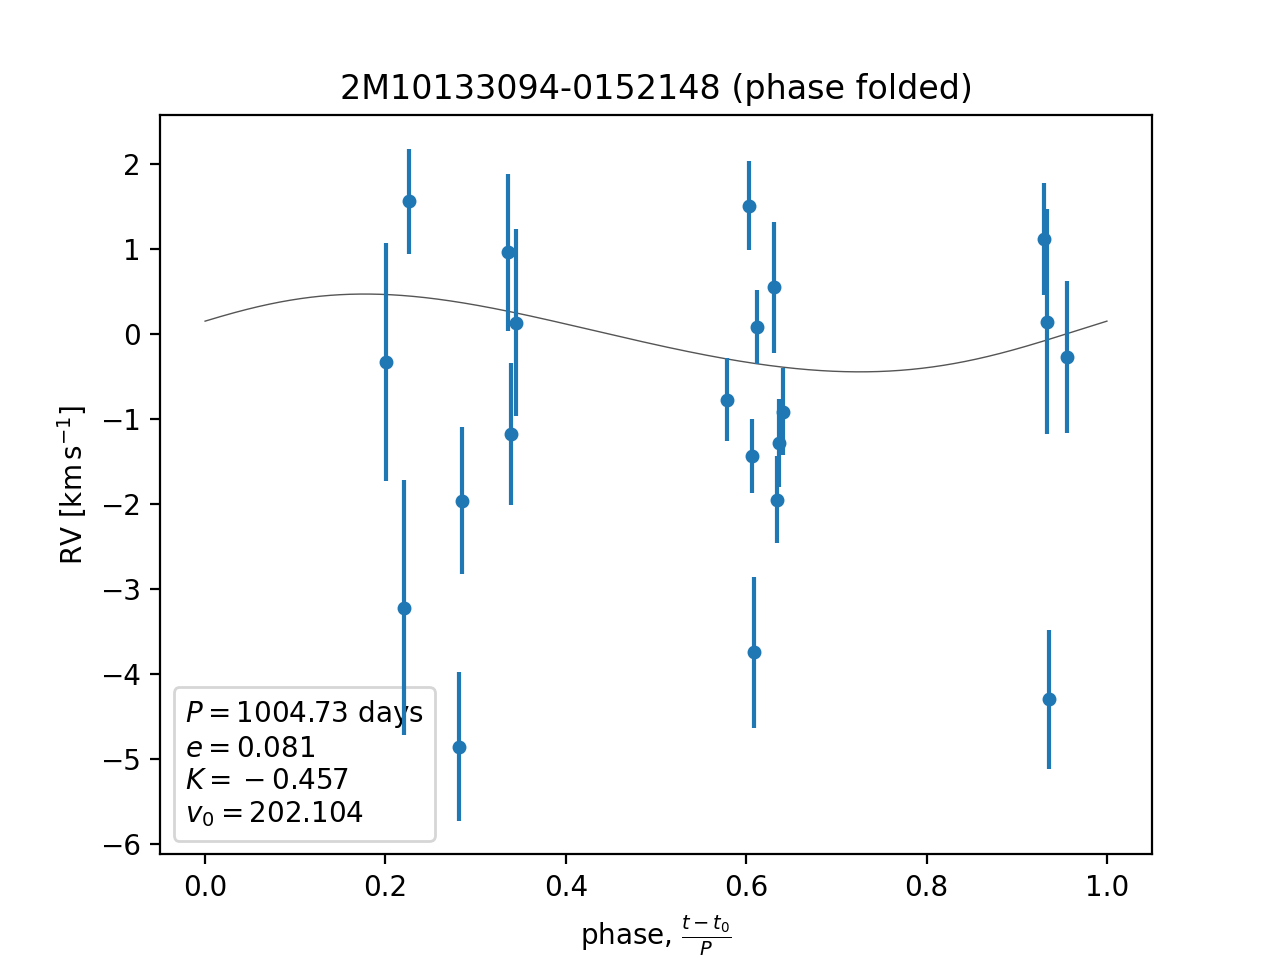 2M10133094-0152148 (phase folded)
RV [km s⁻¹]
2
1
0
−1
−2
−3
−4
−5
−6
P = 1004.73 days
e = 0.081
K = −0.457
v₀ = 202.104
0.0 0.2 0.4 0.6 0.8 1.0
phase, (t − t₀)/P